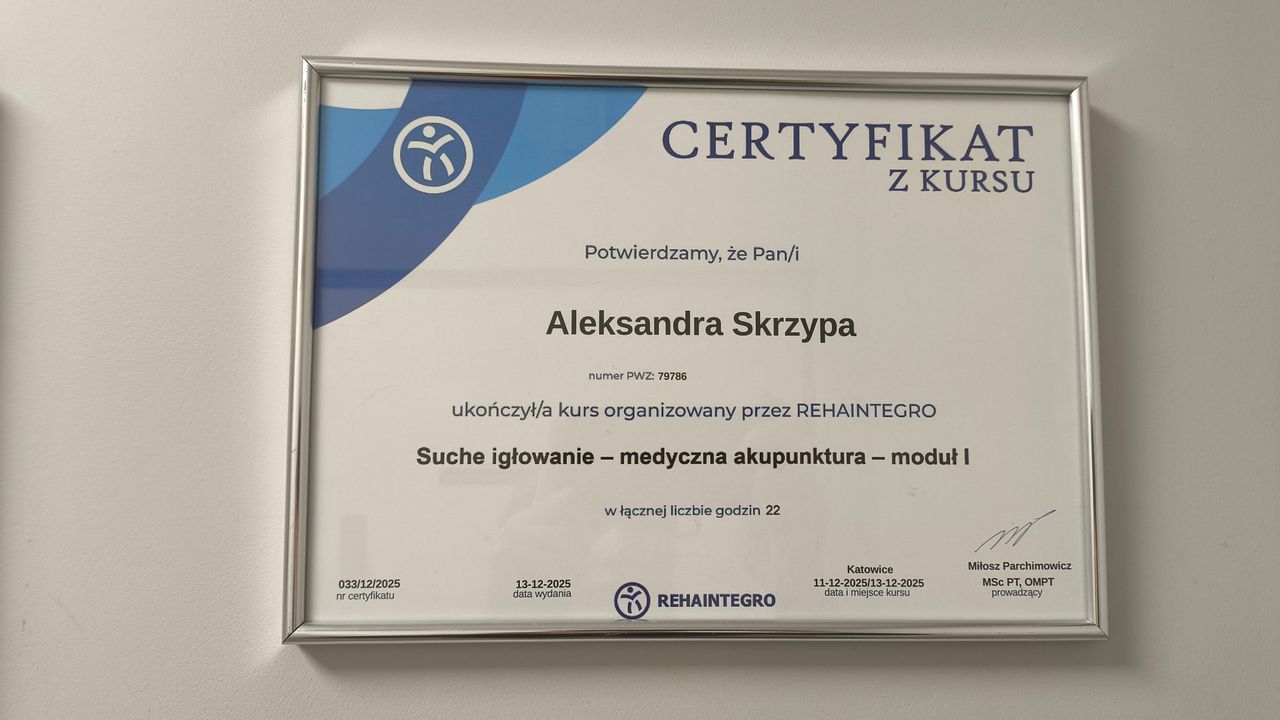 CERTYFIKAT
Z KURSU
Potwierdzamy, że Pan/i
Aleksandra Skrzypa
numer PWZ: 79786
ukończył/a kurs organizowany przez REHAINTEGRO
Suche igłowanie – medyczna akupunktura – moduł I
w łącznej liczbie godzin 22
033/12/2025
nr certyfikatu
13-12-2025
data wydania
REHAINTEGRO
Katowice
11-12-2025/13-12-2025
data i miejsce kursu
Miłosz Parchimowicz
MSc PT, OMPT
prowadzący